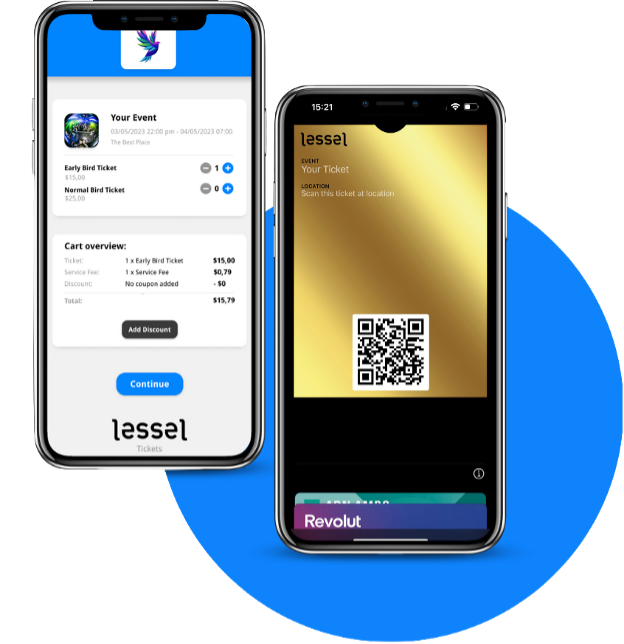 Your Event
03/05/2023 22:00 pm - 04/05/2023 07:00
The Best Place
Early Bird Ticket
$15,00
1
Normal Bird Ticket
$25,00
0
Cart overview:
Ticket: 1 x Early Bird Ticket $15,00
Service Fee: 1 x Service Fee $0,79
Discount: No coupon added - $0
Total: $15,79
Add Discount
Continue
lessel
Tickets
15:21
lessel
EVENT
Your Ticket
LOCATION
Scan this ticket at location
ABN AMRO
Revolut